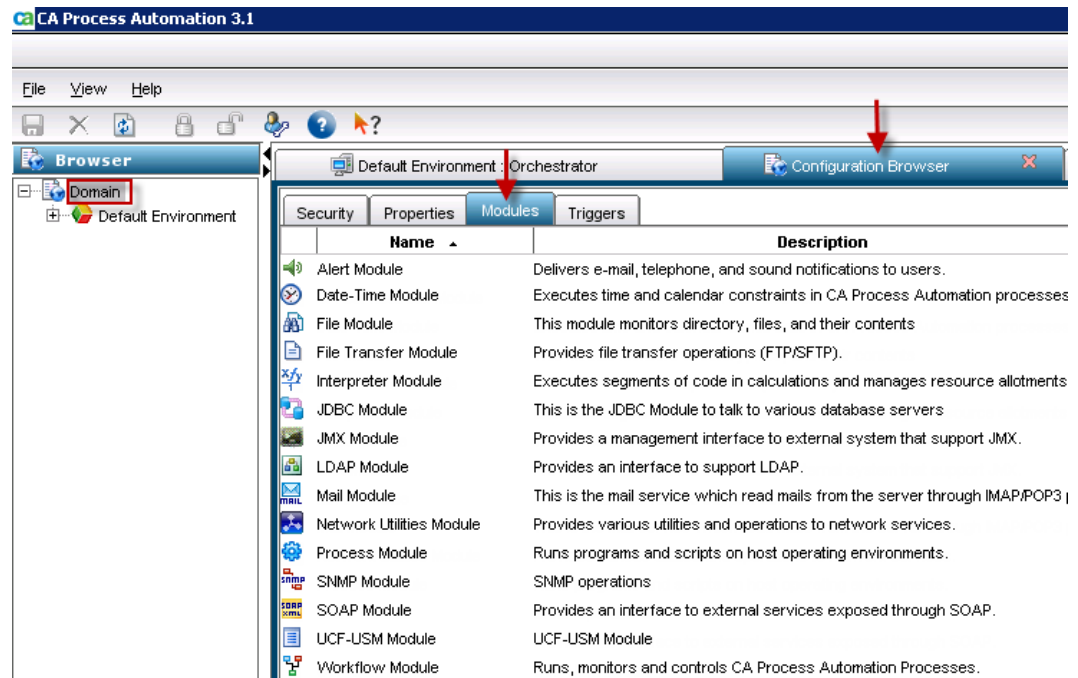 ca CA Process Automation 3.1
File View Help
?
?
Browser
Default Environment : Orchestrator
Configuration Browser
Domain
Default Environment
Security Properties Modules Triggers
Name Description
Alert Module Delivers e-mail, telephone, and sound notifications to users.
Date-Time Module Executes time and calendar constraints in CA Process Automation processes
File Module This module monitors directory, files, and their contents
File Transfer Module Provides file transfer operations (FTP/SFTP).
xfy Interpreter Module Executes segments of code in calculations and manages resource allotments
JDBC Module This is the JDBC Module to talk to various database servers
JMX Module Provides a management interface to external system that support JMX.
LDAP Module Provides an interface to support LDAP.
MAIL Mail Module This is the mail service which read mails from the server through IMAP/POP3
Network Utilities Module Provides various utilities and operations to network services.
Process Module Runs programs and scripts on host operating environments.
snmp SNMP Module SNMP operations
SOAP XML SOAP Module Provides an interface to external services exposed through SOAP.
UCF-USM Module UCF-USM Module
Workflow Module Runs, monitors and controls CA Process Automation Processes.